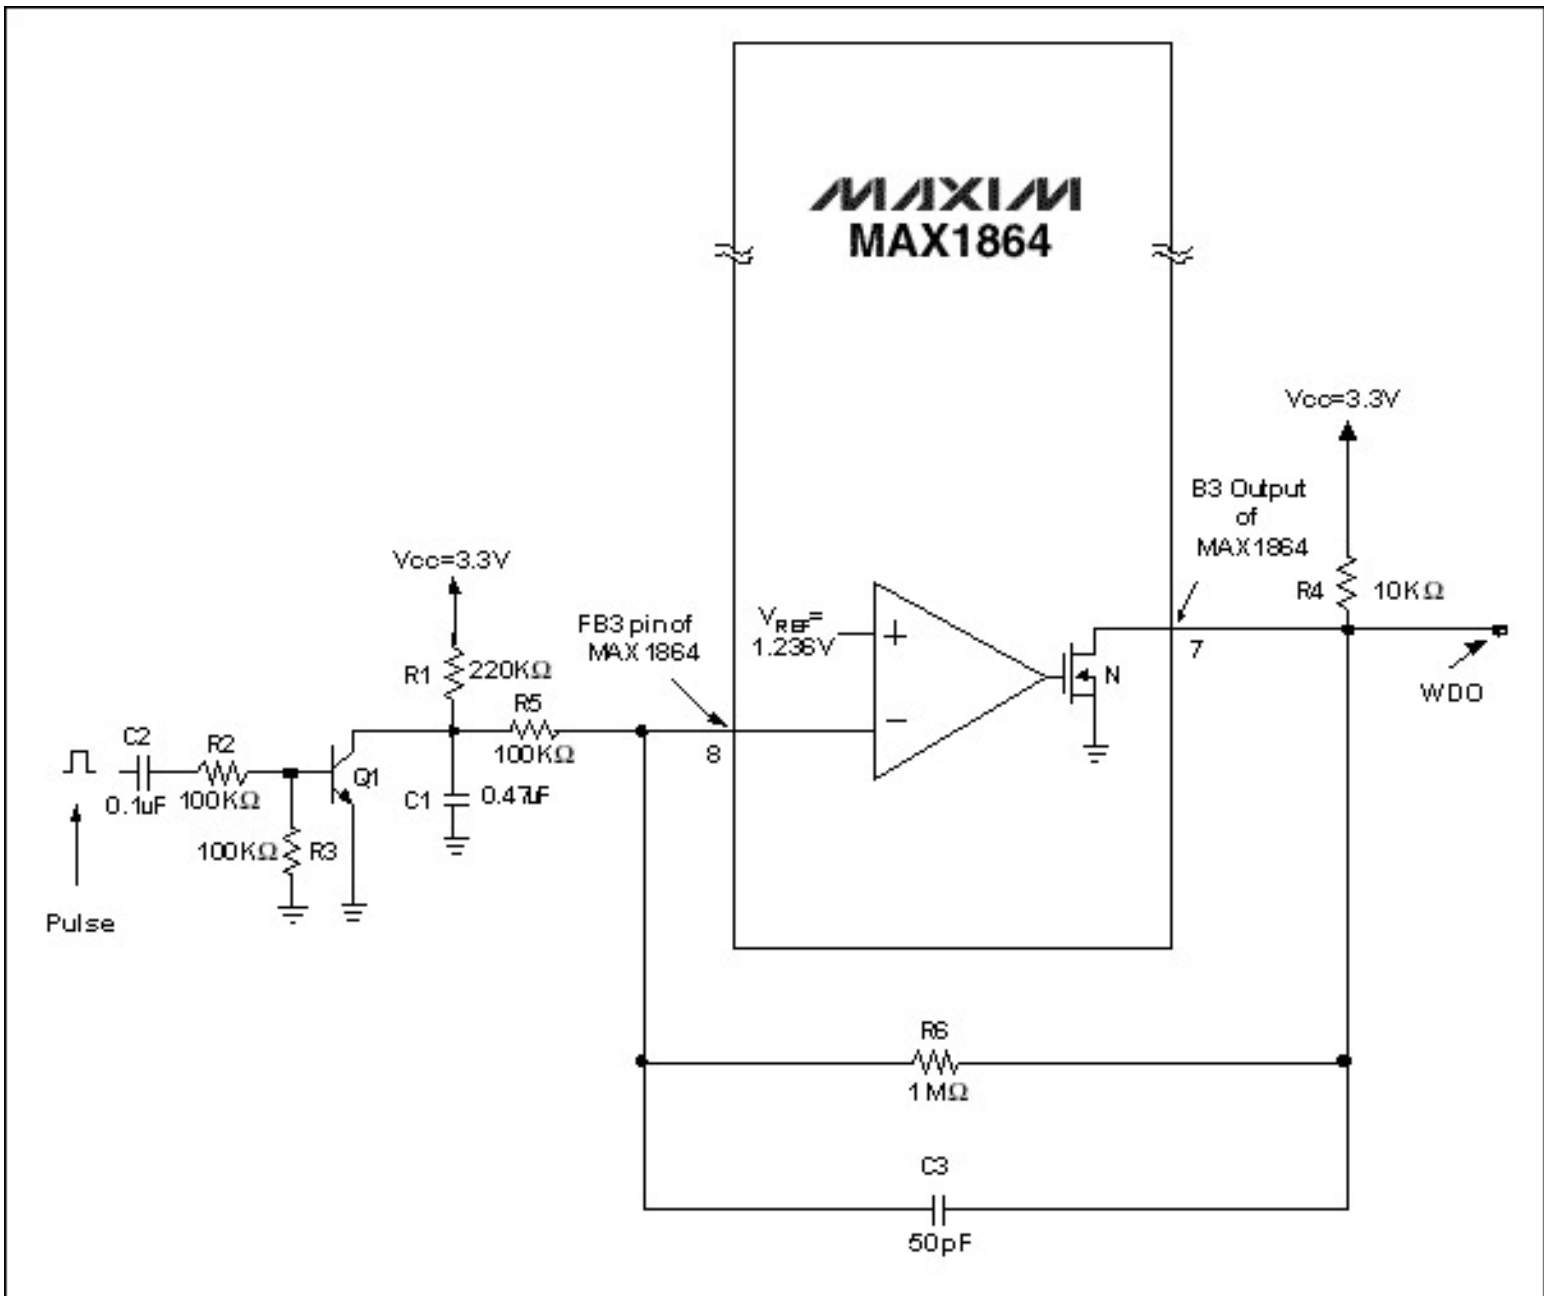 MAXIM
MAX1864
Vcc=3.3V
B3 Output
of
MAX1864
R4
10KΩ
7
WDO
Vcc=3.3V
FB3 pin of
MAX1864
VREF=
1.236V
+
−
N
R1
220KΩ
R5
100KΩ
8
C2
0.1uF
R2
100KΩ
Q1
C1
0.47uF
100KΩ
R3
Pulse
R6
1MΩ
C3
50pF